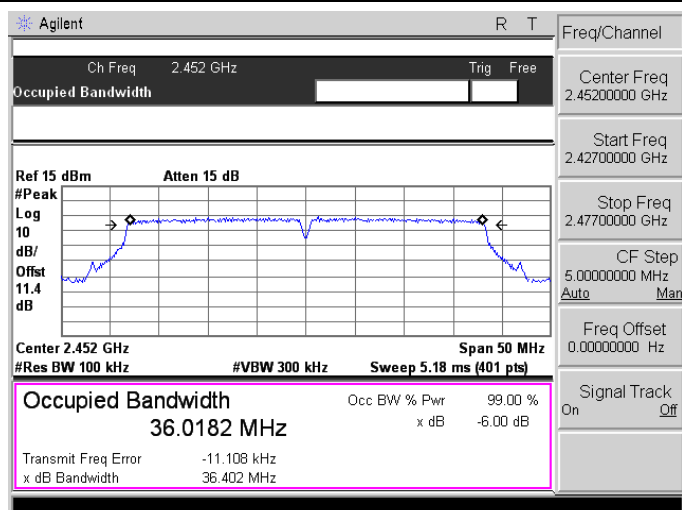 Agilent R T
Ch Freq 2.452 GHz Trig Free
Occupied Bandwidth
Ref 15 dBm Atten 15 dB
#Peak
Log
10
dB/
Offst
11.4
dB
Center 2.452 GHz Span 50 MHz
#Res BW 100 kHz #VBW 300 kHz Sweep 5.18 ms (401 pts)
Occupied Bandwidth Occ BW % Pwr 99.00 %
36.0182 MHz x dB -6.00 dB
Transmit Freq Error -11.108 kHz
x dB Bandwidth 36.402 MHz
Freq/Channel
Center Freq
2.45200000 GHz
Start Freq
2.42700000 GHz
Stop Freq
2.47700000 GHz
CF Step
5.00000000 MHz
Auto Man
Freq Offset
0.00000000 Hz
Signal Track
On Off